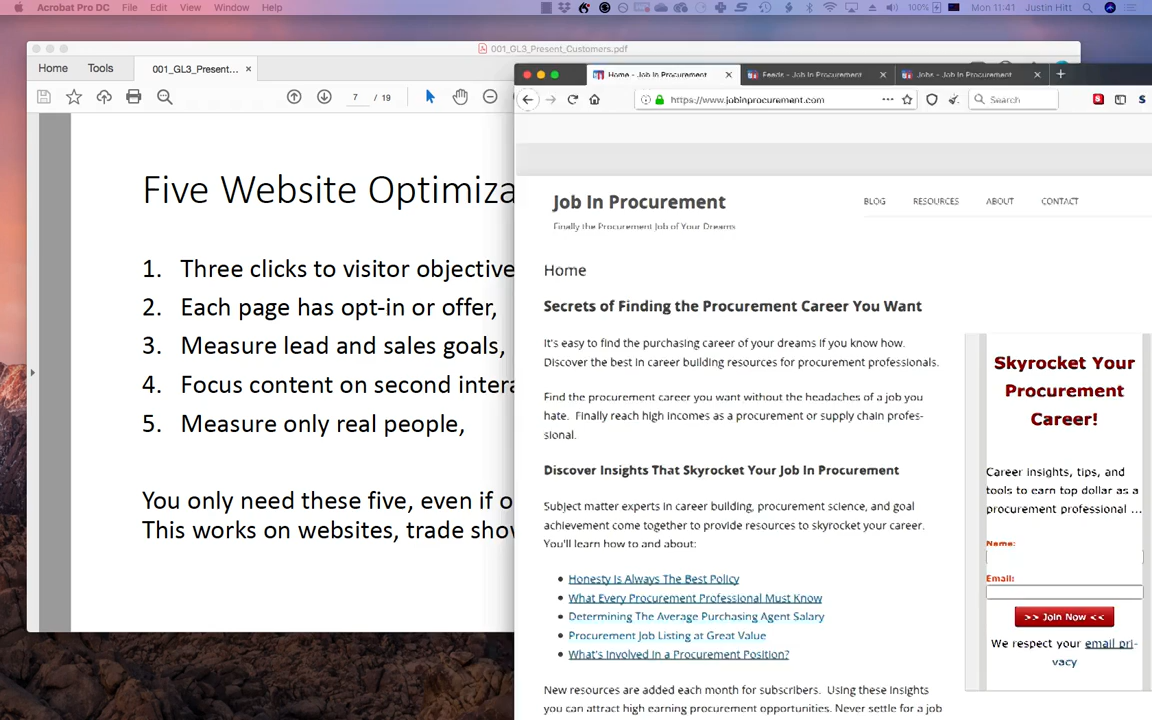 Acrobat Pro DC File Edit View Window Help 100% Mon 11:41 Justin Hitt
001_GL3_Present_Customers.pdf
Home Tools 001_GL3_Present... ×
7 / 19
Five Website Optimiza
1. Three clicks to visitor objective
2. Each page has opt-in or offer,
3. Measure lead and sales goals,
4. Focus content on second intera
5. Measure only real people,
You only need these five, even if o
This works on websites, trade shov
Home - Job In Procurement × Feeds - Job In Procurement × Jobs - Job In Procurement × +
https://www.jobinprocurement.com ••• Search S
Job In Procurement
Finally the Procurement Job of Your Dreams
BLOG RESOURCES ABOUT CONTACT
Home
Secrets of Finding the Procurement Career You Want
It's easy to find the purchasing career of your dreams if you know how.
Discover the best in career building resources for procurement professionals.
Find the procurement career you want without the headaches of a job you
hate. Finally reach high incomes as a procurement or supply chain profes-
sional.
Discover Insights That Skyrocket Your Job In Procurement
Subject matter experts in career building, procurement science, and goal
achievement come together to provide resources to skyrocket your career.
You'll learn how to and about:
• Honesty Is Always The Best Policy
• What Every Procurement Professional Must Know
• Determining The Average Purchasing Agent Salary
• Procurement Job Listing at Great Value
• What's Involved In a Procurement Position?
New resources are added each month for subscribers. Using these insights
you can attract high earning procurement opportunities. Never settle for a job
Skyrocket Your
Procurement
Career!
Career insights, tips, and
tools to earn top dollar as a
procurement professional ...
Name:
Email:
>> Join Now <<
We respect your email pri-
vacy